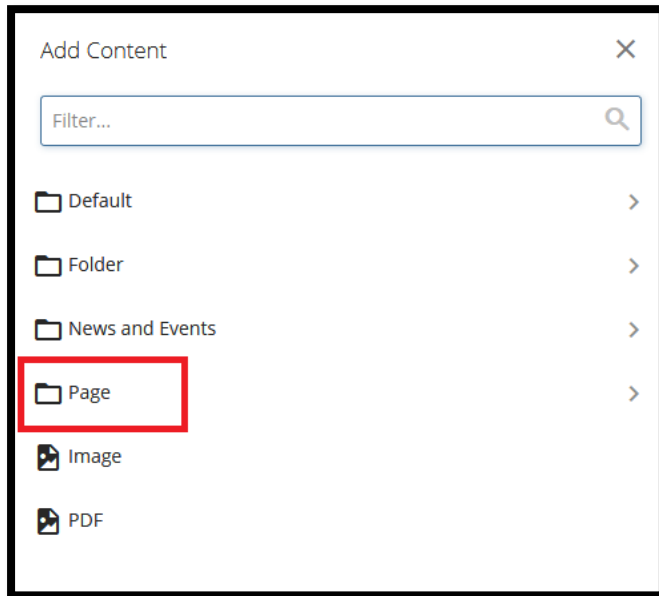 Add Content
Filter...
Default
Folder
News and Events
Page
Image
PDF